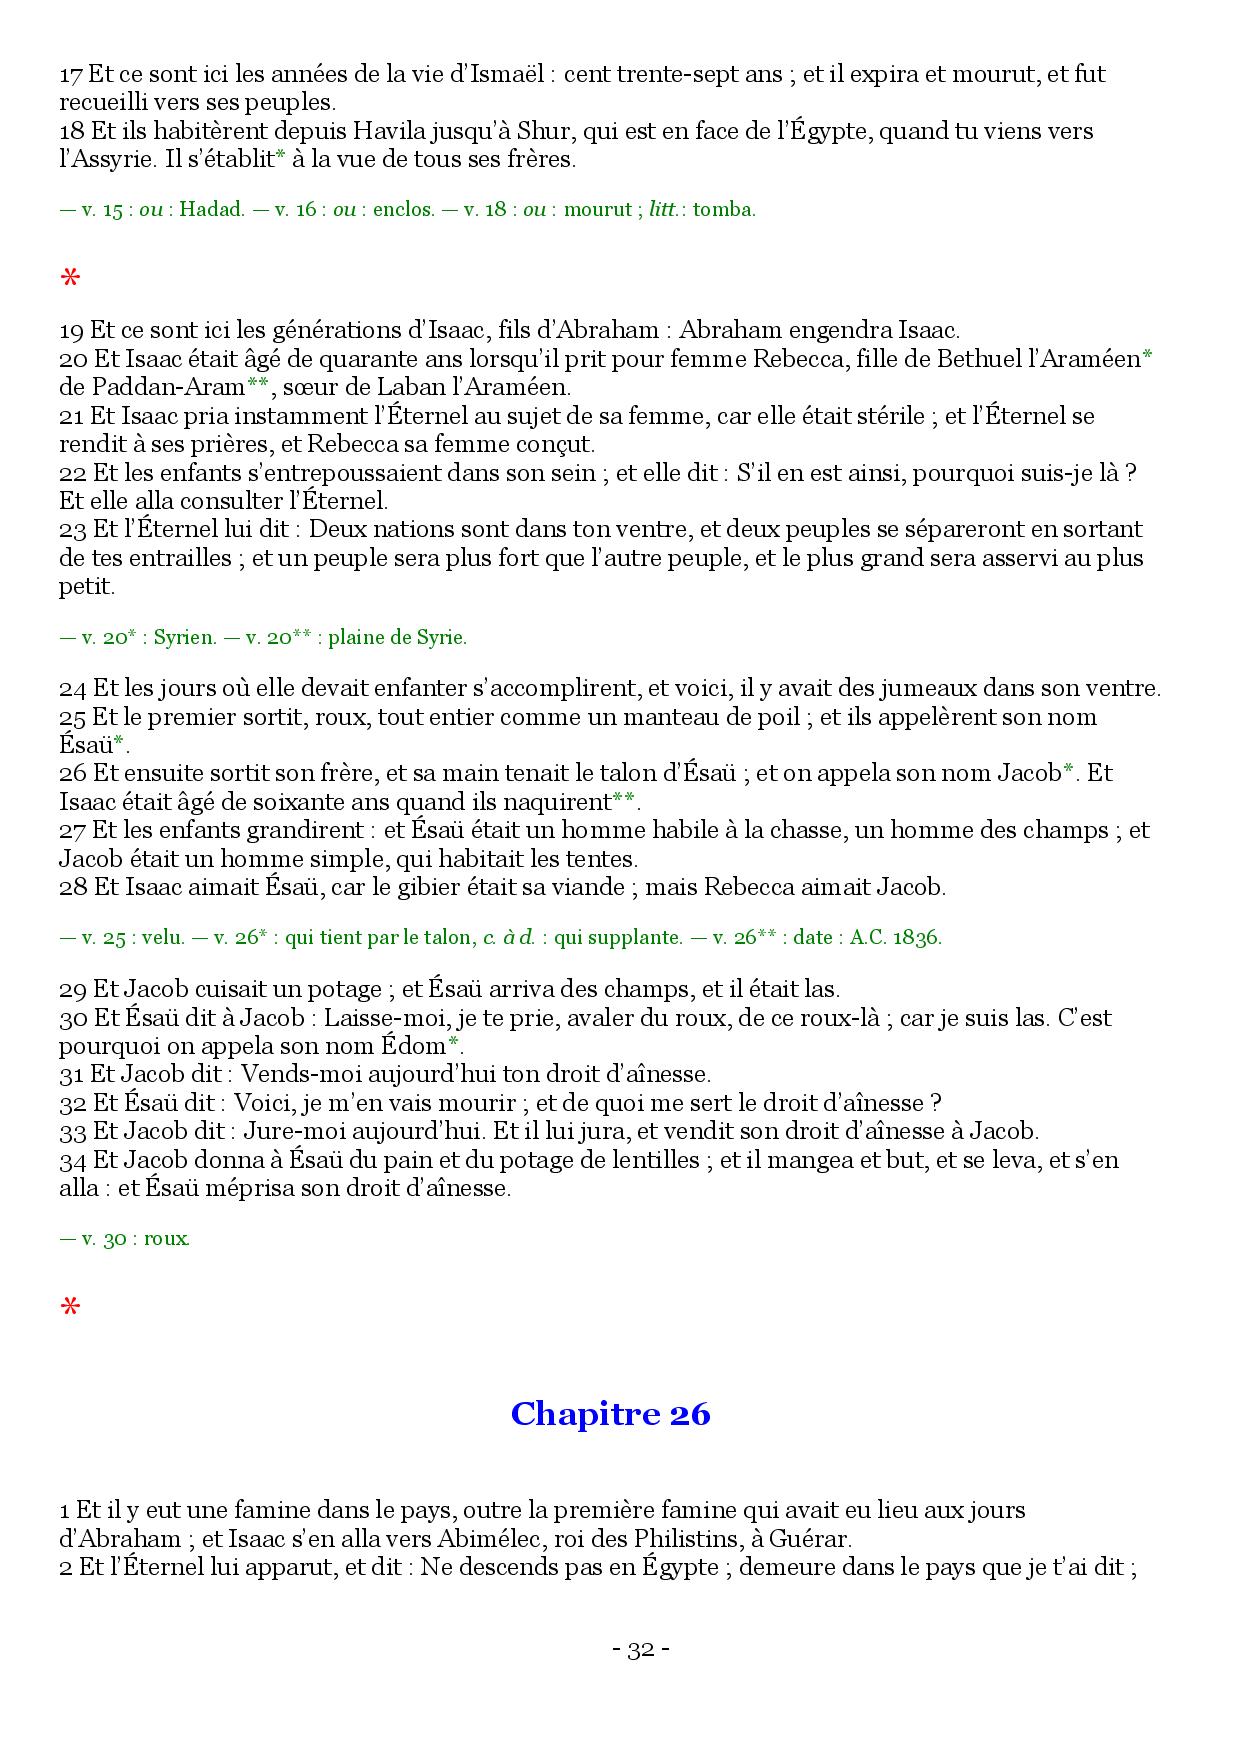 17 Et ce sont ici les années de la vie d’Ismaël : cent trente-sept ans ; et il expira et mourut, et fut
recueilli vers ses peuples.
18 Et ils habitèrent depuis Havila jusqu’à Shur, qui est en face de l’Égypte, quand tu viens vers
l’Assyrie. Il s’établit* à la vue de tous ses frères.
— v. 15 : ou : Hadad. — v. 16 : ou : enclos. — v. 18 : ou : mourut ; litt.: tomba.
*
19 Et ce sont ici les générations d’Isaac, fils d’Abraham : Abraham engendra Isaac.
20 Et Isaac était âgé de quarante ans lorsqu’il prit pour femme Rebecca, fille de Bethuel l’Araméen*
de Paddan-Aram**, sœur de Laban l’Araméen.
21 Et Isaac pria instamment l’Éternel au sujet de sa femme, car elle était stérile ; et l’Éternel se
rendit à ses prières, et Rebecca sa femme conçut.
22 Et les enfants s’entrepoussaient dans son sein ; et elle dit : S’il en est ainsi, pourquoi suis-je là ?
Et elle alla consulter l’Éternel.
23 Et l’Éternel lui dit : Deux nations sont dans ton ventre, et deux peuples se sépareront en sortant
de tes entrailles ; et un peuple sera plus fort que l’autre peuple, et le plus grand sera asservi au plus
petit.
— v. 20* : Syrien. — v. 20** : plaine de Syrie.
24 Et les jours où elle devait enfanter s’accomplirent, et voici, il y avait des jumeaux dans son ventre.
25 Et le premier sortit, roux, tout entier comme un manteau de poil ; et ils appelèrent son nom
Ésaü*.
26 Et ensuite sortit son frère, et sa main tenait le talon d’Ésaü ; et on appela son nom Jacob*. Et
Isaac était âgé de soixante ans quand ils naquirent**.
27 Et les enfants grandirent : et Ésaü était un homme habile à la chasse, un homme des champs ; et
Jacob était un homme simple, qui habitait les tentes.
28 Et Isaac aimait Ésaü, car le gibier était sa viande ; mais Rebecca aimait Jacob.
— v. 25 : velu. — v. 26* : qui tient par le talon, c. à d. : qui supplante. — v. 26** : date : A.C. 1836.
29 Et Jacob cuisait un potage ; et Ésaü arriva des champs, et il était las.
30 Et Ésaü dit à Jacob : Laisse-moi, je te prie, avaler du roux, de ce roux-là ; car je suis las. C’est
pourquoi on appela son nom Édom*.
31 Et Jacob dit : Vends-moi aujourd’hui ton droit d’aînesse.
32 Et Ésaü dit : Voici, je m’en vais mourir ; et de quoi me sert le droit d’aînesse ?
33 Et Jacob dit : Jure-moi aujourd’hui. Et il lui jura, et vendit son droit d’aînesse à Jacob.
34 Et Jacob donna à Ésaü du pain et du potage de lentilles ; et il mangea et but, et se leva, et s’en
alla : et Ésaü méprisa son droit d’aînesse.
— v. 30 : roux.
*
Chapitre 26
1 Et il y eut une famine dans le pays, outre la première famine qui avait eu lieu aux jours
d’Abraham ; et Isaac s’en alla vers Abimélec, roi des Philistins, à Guérar.
2 Et l’Éternel lui apparut, et dit : Ne descends pas en Égypte ; demeure dans le pays que je t’ai dit ;
- 32 -